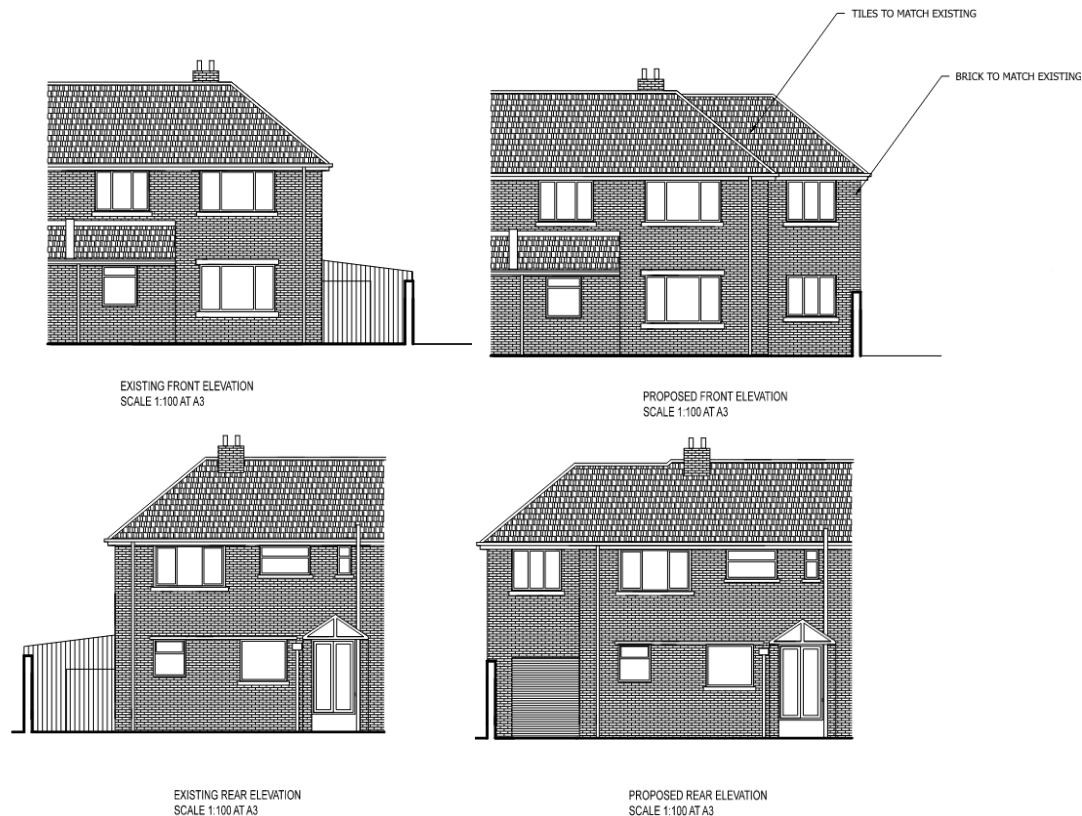 TILES TO MATCH EXISTING
BRICK TO MATCH EXISTING
EXISTING FRONT ELEVATION
SCALE 1:100 AT A3
PROPOSED FRONT ELEVATION
SCALE 1:100 AT A3
EXISTING REAR ELEVATION
SCALE 1:100 AT A3
PROPOSED REAR ELEVATION
SCALE 1:100 AT A3